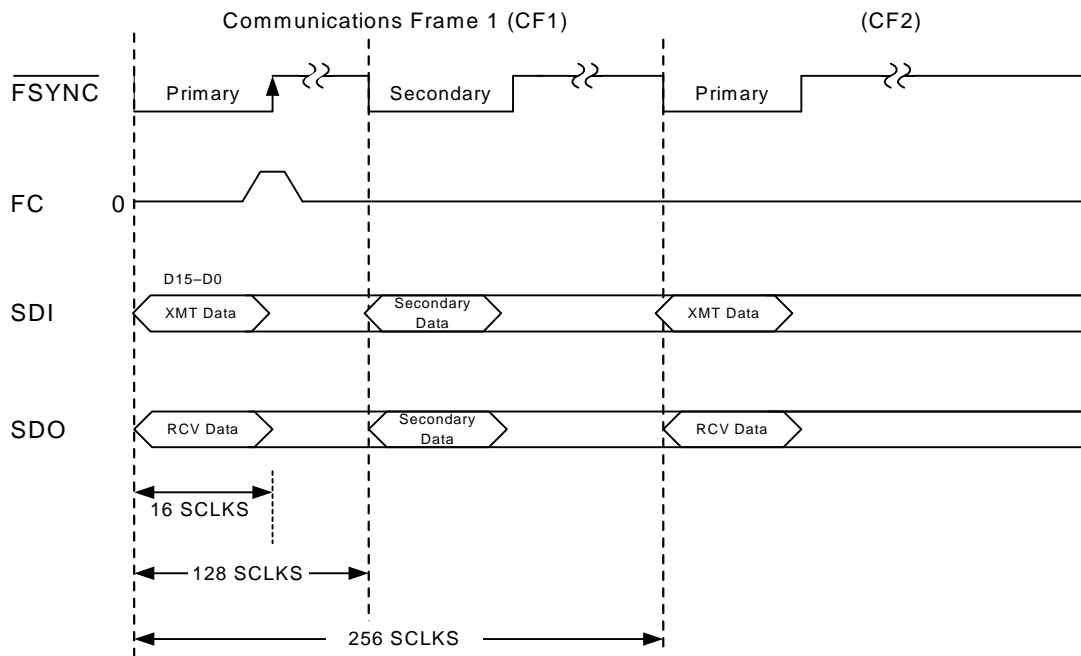 Communications Frame 1 (CF1)
(CF2)
FSYNC
Primary
Secondary
Primary
FC
0
D15–D0
SDI
XMT Data
Secondary
Data
XMT Data
SDO
RCV Data
Secondary
Data
RCV Data
16 SCLKS
128 SCLKS
256 SCLKS